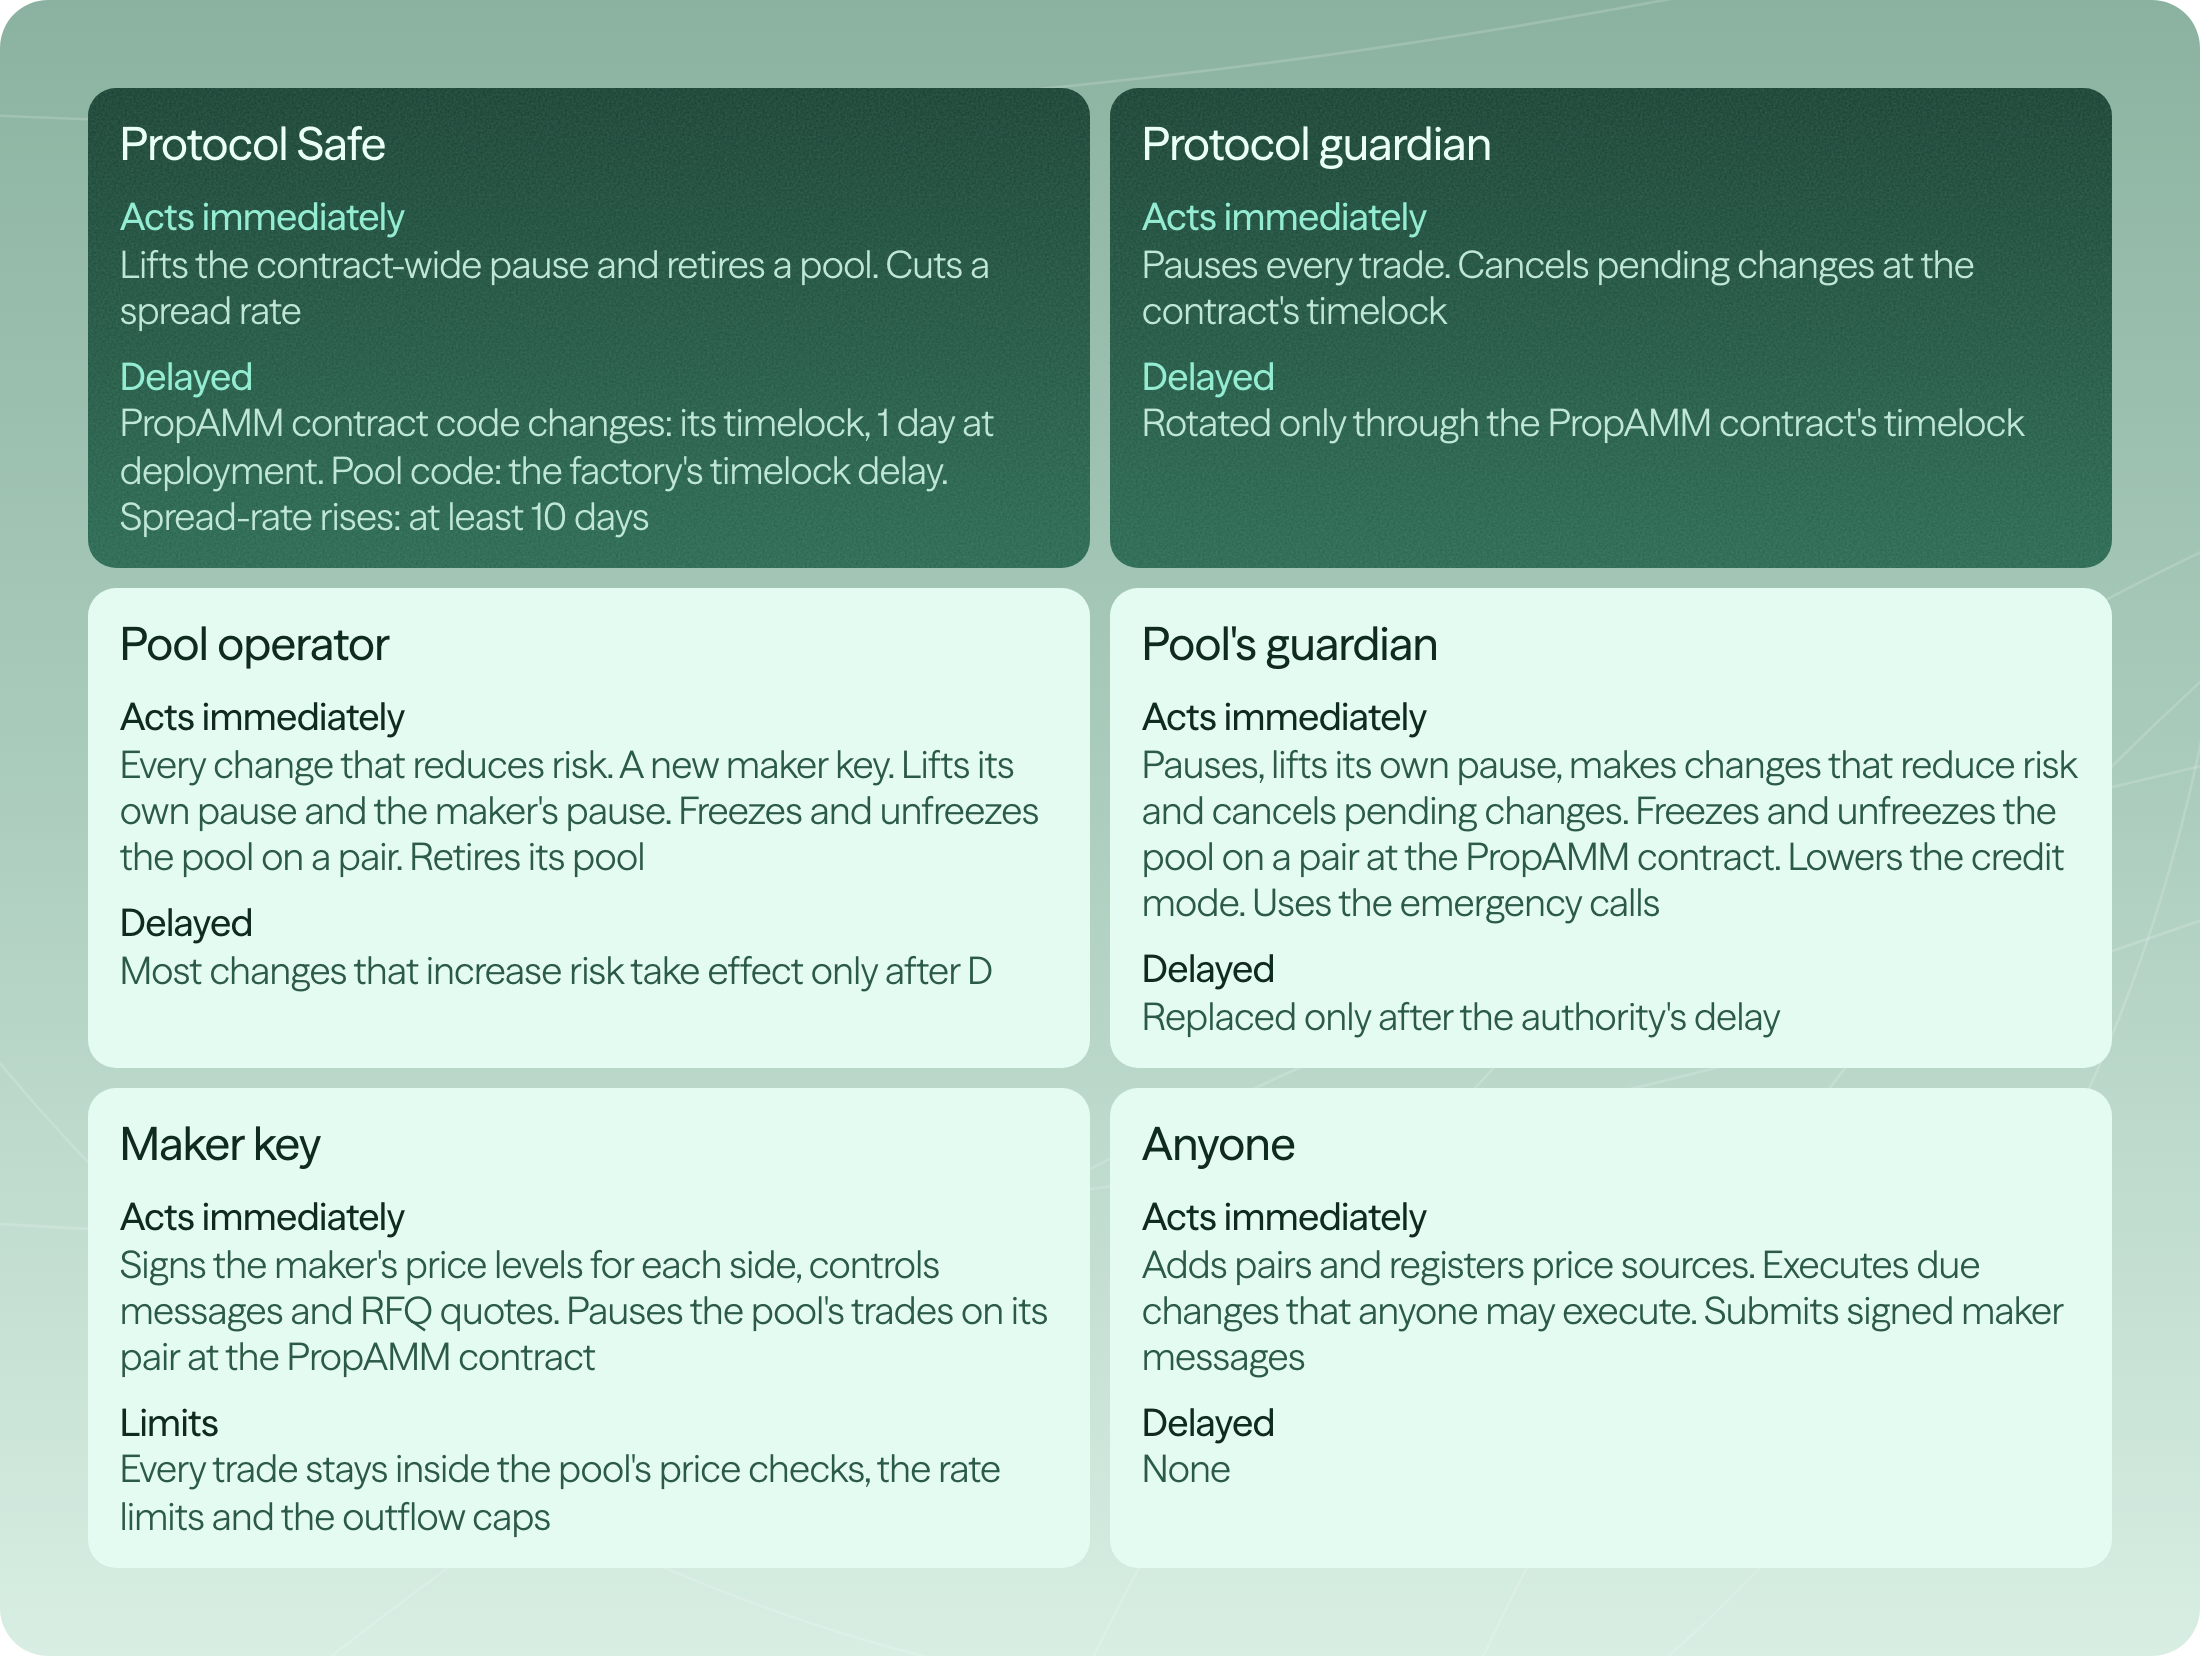 Protocol Safe
Acts immediately
Lifts the contract-wide pause and retires a pool. Cuts a
spread rate
Delayed
PropAMM contract code changes: its timelock, 1 day at
deployment. Pool code: the factory's timelock delay.
Spread-rate rises: at least 10 days
Protocol guardian
Acts immediately
Pauses every trade. Cancels pending changes at the
contract's timelock
Delayed
Rotated only through the PropAMM contract's timelock
Pool operator
Acts immediately
Every change that reduces risk. A new maker key. Lifts its
own pause and the maker's pause. Freezes and unfreezes
the pool on a pair. Retires its pool
Delayed
Most changes that increase risk take effect only after D
Pool's guardian
Acts immediately
Pauses, lifts its own pause, makes changes that reduce risk
and cancels pending changes. Freezes and unfreezes the
pool on a pair at the PropAMM contract. Lowers the credit
mode. Uses the emergency calls
Delayed
Replaced only after the authority's delay
Maker key
Acts immediately
Signs the maker's price levels for each side, controls
messages and RFQ quotes. Pauses the pool's trades on its
pair at the PropAMM contract
Limits
Every trade stays inside the pool's price checks, the rate
limits and the outflow caps
Anyone
Acts immediately
Adds pairs and registers price sources. Executes due
changes that anyone may execute. Submits signed maker
messages
Delayed
None